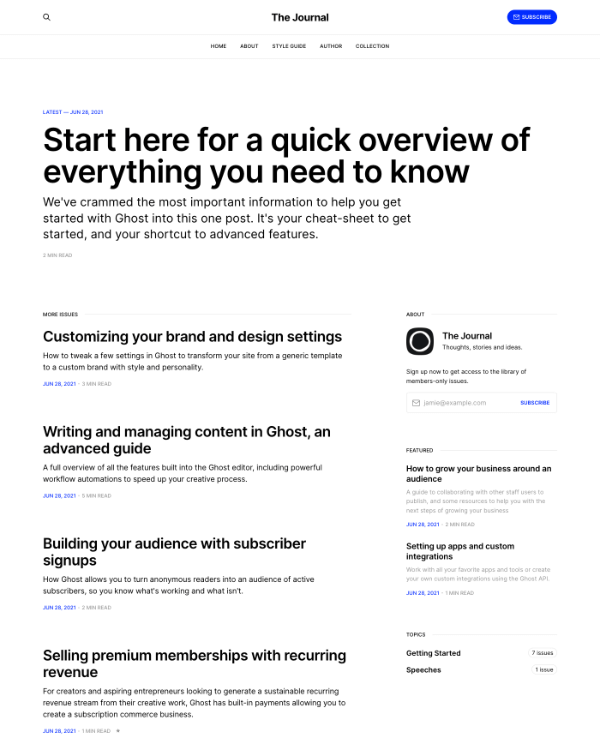 The Journal
SUBSCRIBE
HOME ABOUT STYLE GUIDE AUTHOR COLLECTION
LATEST — JUN 28, 2021
Start here for a quick overview of
everything you need to know
We've crammed the most important information to help you get
started with Ghost into this one post. It's your cheat-sheet to get
started, and your shortcut to advanced features.
2 MIN READ
MORE ISSUES
Customizing your brand and design settings
How to tweak a few settings in Ghost to transform your site from a generic template
to a custom brand with style and personality.
JUN 28, 2021 · 3 MIN READ
Writing and managing content in Ghost, an
advanced guide
A full overview of all the features built into the Ghost editor, including powerful
workflow automations to speed up your creative process.
JUN 28, 2021 · 5 MIN READ
Building your audience with subscriber
signups
How Ghost allows you to turn anonymous readers into an audience of active
subscribers, so you know what's working and what isn't.
JUN 28, 2021 · 2 MIN READ
Selling premium memberships with recurring
revenue
For creators and aspiring entrepreneurs looking to generate a sustainable recurring
revenue stream from their creative work, Ghost has built-in payments allowing you to
create a subscription commerce business.
JUN 28, 2021 · 1 MIN READ
ABOUT
The Journal
Thoughts, stories and ideas.
Sign up now to get access to the library of
members-only issues.
jamie@example.com SUBSCRIBE
FEATURED
How to grow your business around an
audience
A guide to collaborating with other staff users to
publish, and some resources to help you with the
next steps of growing your business
JUN 28, 2021 · 2 MIN READ
Setting up apps and custom
integrations
Work with all your favorite apps and tools or create
your own custom integrations using the Ghost API.
JUN 28, 2021 · 1 MIN READ
TOPICS
Getting Started 7 issues
Speeches 1 issue